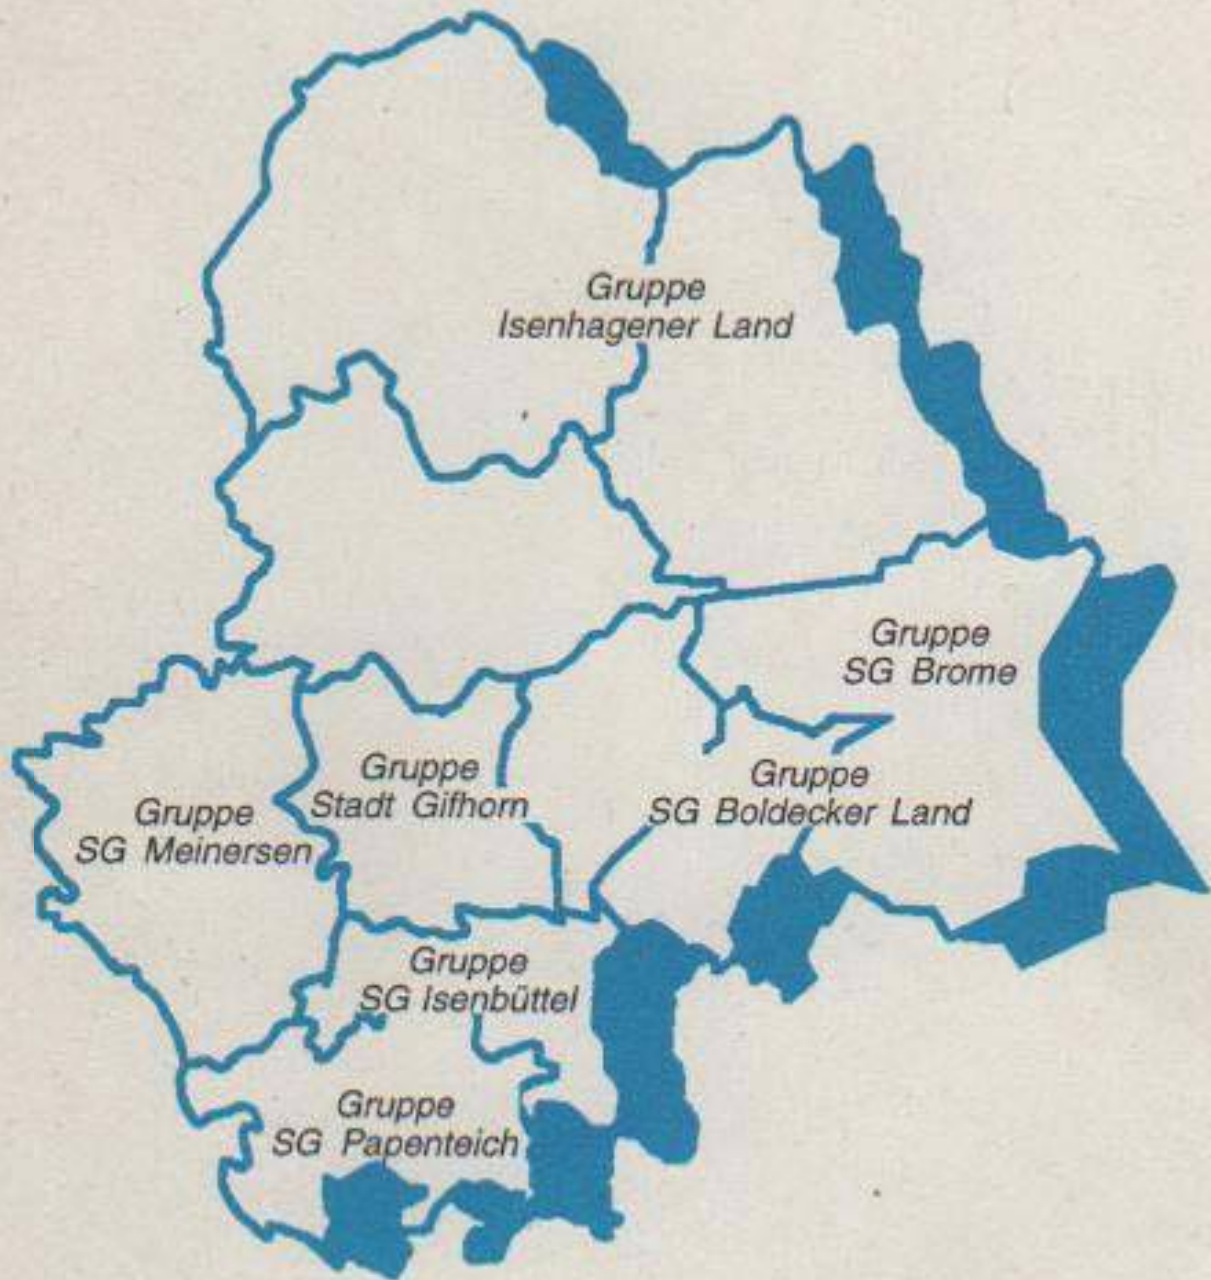 Gruppe
Isenhagener Land
Gruppe
SG Brome
Gruppe
Stadt Gifhorn
Gruppe
SG Boldecker Land
Gruppe
SG Meinersen
Gruppe
SG Isenbüttel
Gruppe
SG Papenteich